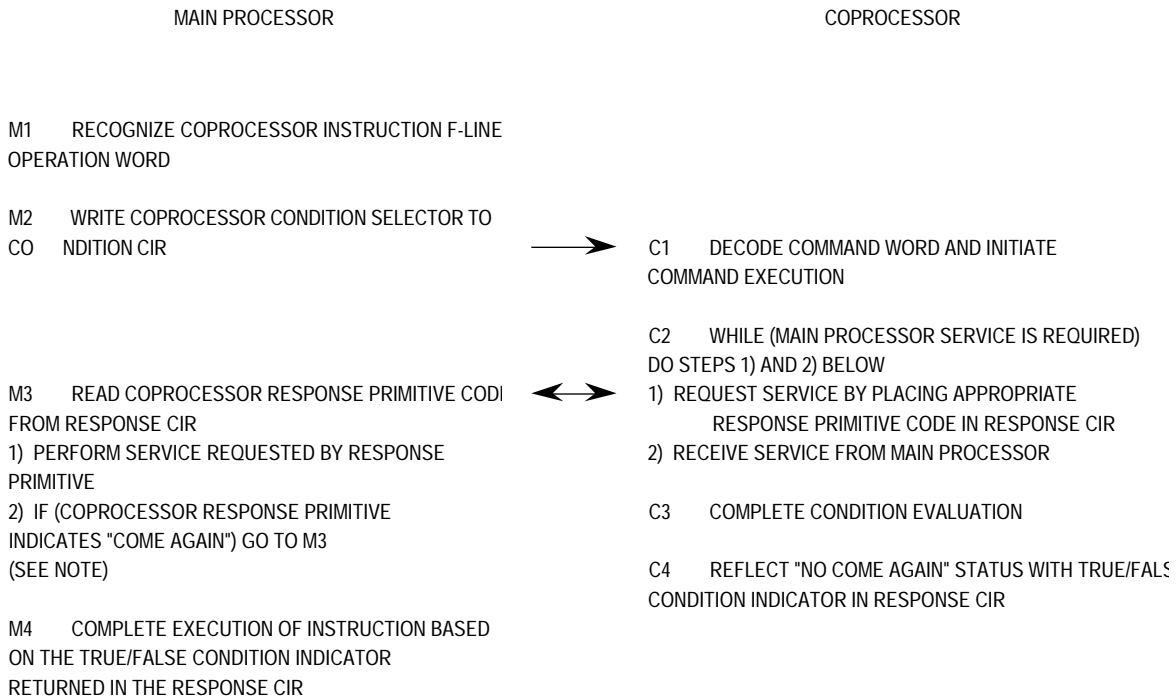 MAIN PROCESSOR
COPROCESSOR
M1 RECOGNIZE COPROCESSOR INSTRUCTION F-LINE
OPERATION WORD
M2 WRITE COPROCESSOR CONDITION SELECTOR TO
CO NDITION CIR
C1 DECODE COMMAND WORD AND INITIATE
COMMAND EXECUTION
C2 WHILE (MAIN PROCESSOR SERVICE IS REQUIRED)
DO STEPS 1) AND 2) BELOW
M3 READ COPROCESSOR RESPONSE PRIMITIVE COD
FROM RESPONSE CIR
1) PERFORM SERVICE REQUESTED BY RESPONSE
PRIMITIVE
2) IF (COPROCESSOR RESPONSE PRIMITIVE
INDICATES "COME AGAIN") GO TO M3
(SEE NOTE)
1) REQUEST SERVICE BY PLACING APPROPRIATE
RESPONSE PRIMITIVE CODE IN RESPONSE CIR
2) RECEIVE SERVICE FROM MAIN PROCESSOR
C3 COMPLETE CONDITION EVALUATION
C4 REFLECT "NO COME AGAIN" STATUS WITH TRUE/FALS
CONDITION INDICATOR IN RESPONSE CIR
M4 COMPLETE EXECUTION OF INSTRUCTION BASED
ON THE TRUE/FALSE CONDITION INDICATOR
RETURNED IN THE RESPONSE CIR